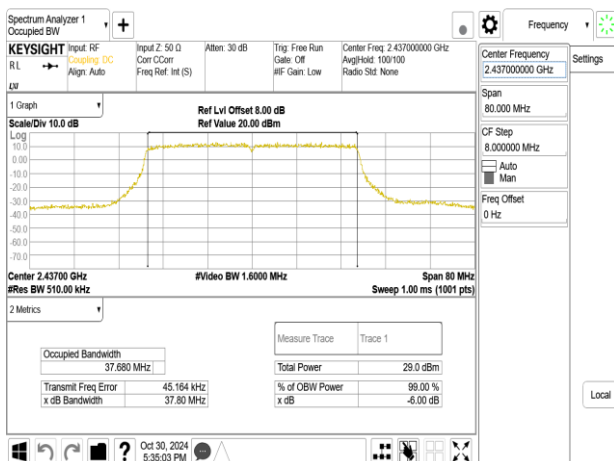 Spectrum Analyzer 1
Occupied BW
+
Frequency
KEYSIGHT
RL
LXI
Input: RF
Coupling: DC
Align: Auto
Input Z: 50 Ω
Corr CCorr
Freq Ref: Int (S)
Atten: 30 dB
Trig: Free Run
Gate: Off
#IF Gain: Low
Center Freq: 2.437000000 GHz
Avg|Hold: 100/100
Radio Std: None
Center Frequency
2.437000000 GHz
Settings
Span
80.000 MHz
CF Step
8.000000 MHz
Auto
Man
Freq Offset
0 Hz
Local
1 Graph
Scale/Div 10.0 dB
Ref Lvl Offset 8.00 dB
Ref Value 20.00 dBm
Log
10.0
0.00
-10.0
-20.0
-30.0
-40.0
-50.0
-60.0
-70.0
Center 2.43700 GHz
#Res BW 510.00 kHz
#Video BW 1.6000 MHz
Span 80 MHz
Sweep 1.00 ms (1001 pts)
2 Metrics
Measure Trace Trace 1
Occupied Bandwidth
37.680 MHz
Total Power 29.0 dBm
Transmit Freq Error 45.164 kHz
% of OBW Power 99.00 %
x dB Bandwidth 37.80 MHz
x dB -6.00 dB
?
Oct 30, 2024
5:35:03 PM